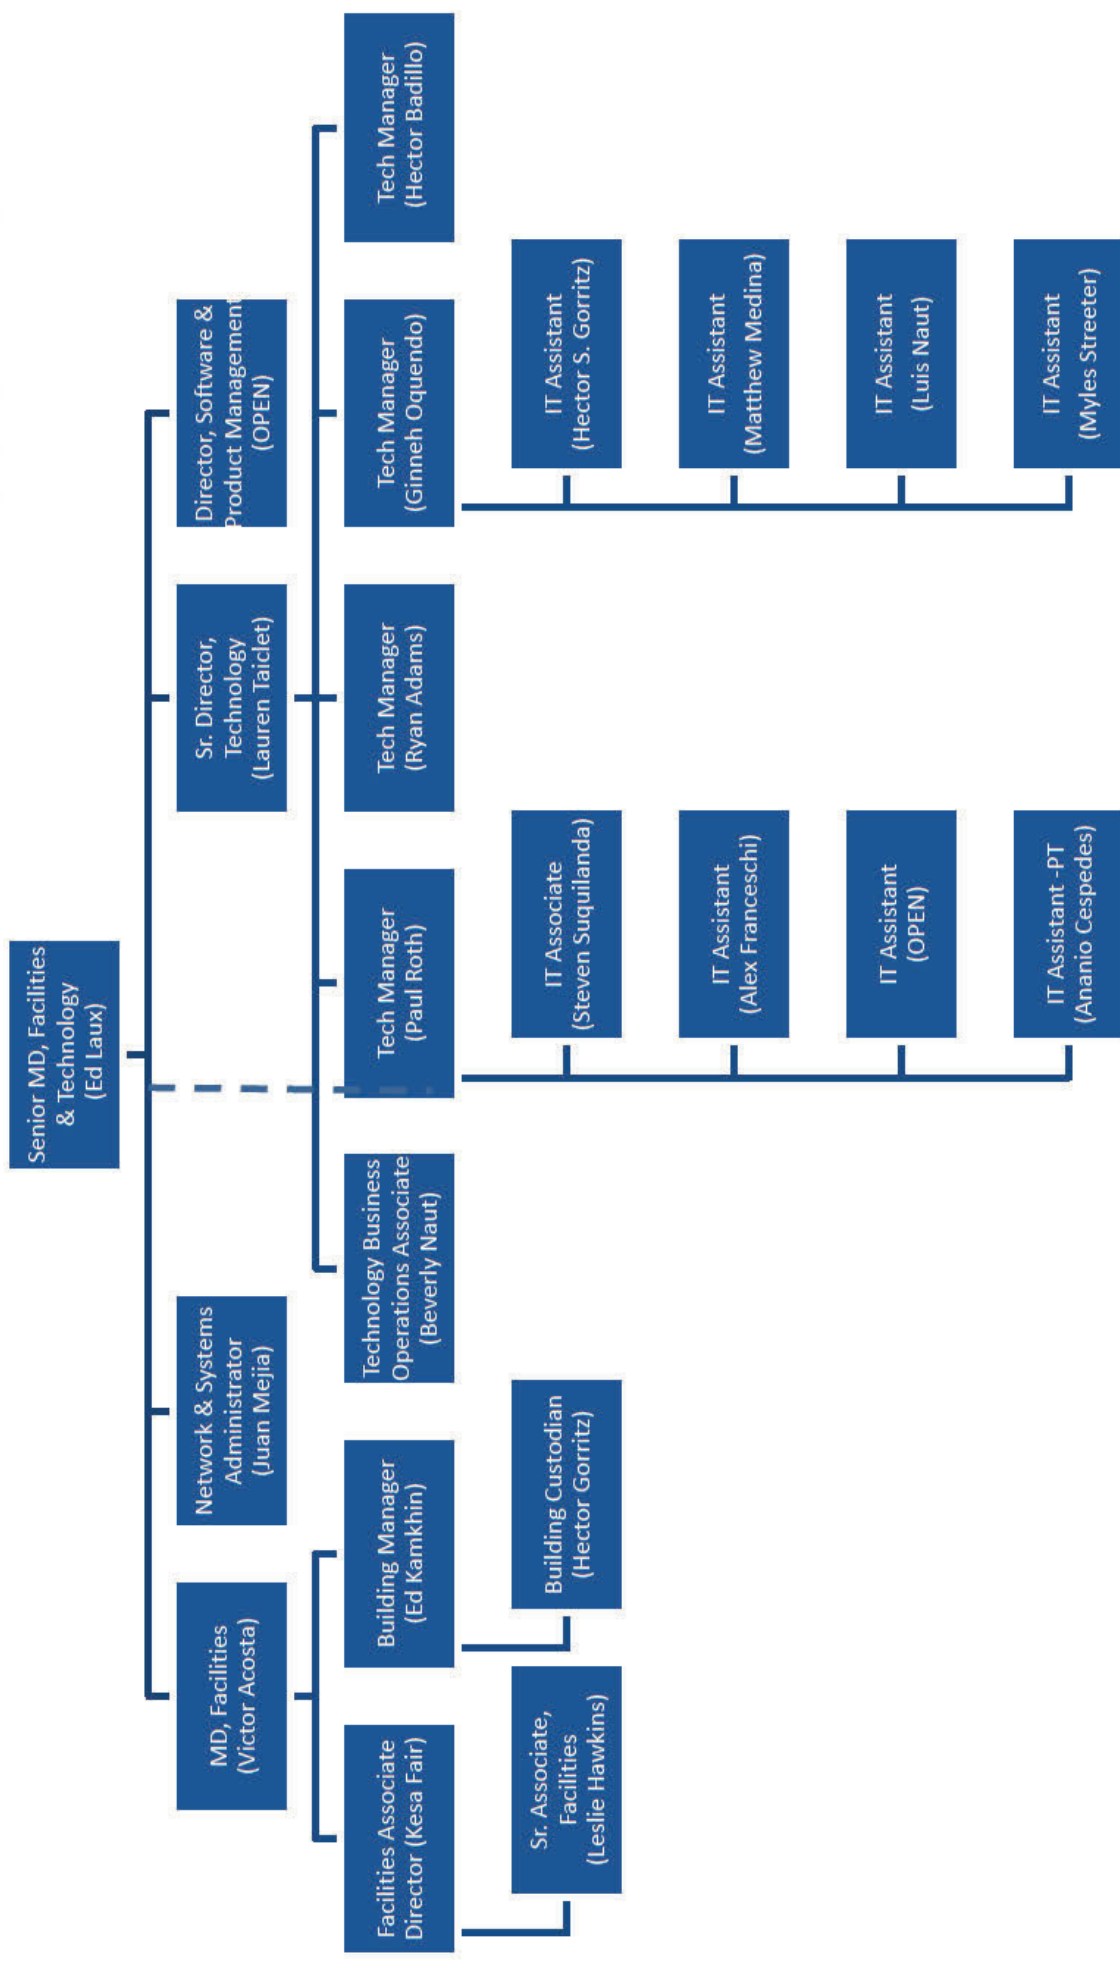 Senior MD, Facilities
& Technology
(Ed Laux)
MD, Facilities
(Victor Acosta)
Network & Systems
Administrator
(Juan Mejia)
Sr. Director,
Technology
(Lauren Taiclet)
Director, Software &
Product Management
(OPEN)
Facilities Associate
Director (Kesa Fair)
Building Manager
(Ed Kamkhin)
Technology Business
Operations Associate
(Beverly Naut)
Tech Manager
(Paul Roth)
Tech Manager
(Ryan Adams)
Tech Manager
(Ginneh Oquendo)
Tech Manager
(Hector Badillo)
Sr. Associate,
Facilities
(Leslie Hawkins)
Building Custodian
(Hector Gorritz)
IT Associate
(Steven Suquilanda)
IT Assistant
(Hector S. Gorritz)
IT Assistant
(Alex Franceschi)
IT Assistant
(Matthew Medina)
IT Assistant
(OPEN)
IT Assistant
(Luis Naut)
IT Assistant -PT
(Ananio Cespedes)
IT Assistant
(Myles Streeter)